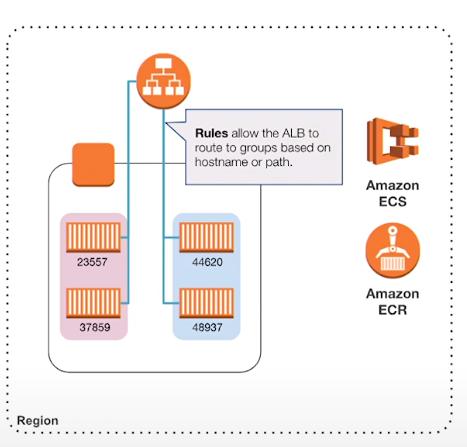 Rules allow the ALB to
route to groups based on
hostname or path.
Amazon
ECS
23557
44620
37859
48937
Amazon
ECR
Region